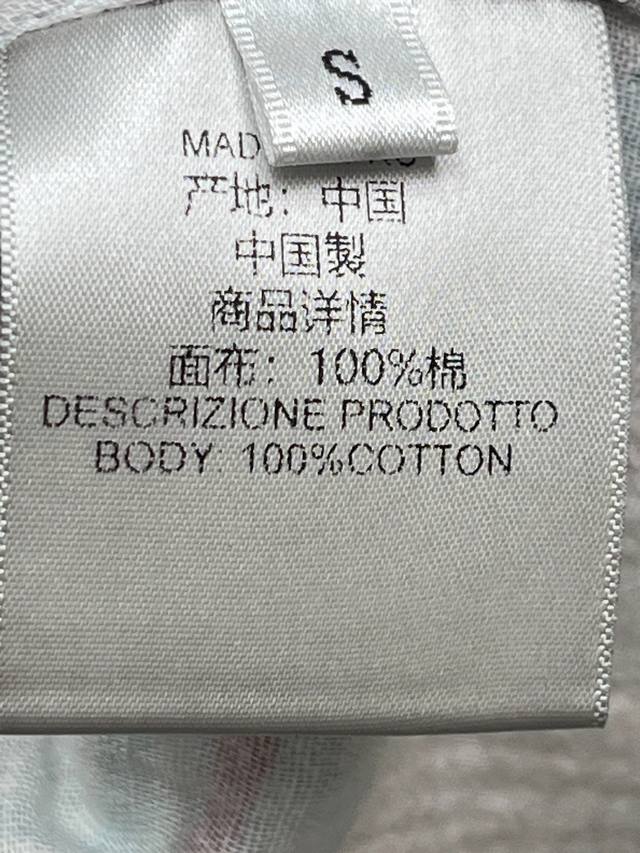 S
MAD
产地：中国
中国製
商品洋情
面布：100%棉
DESCRIZIONE PRODOTTO
BODY: 100%COTTON